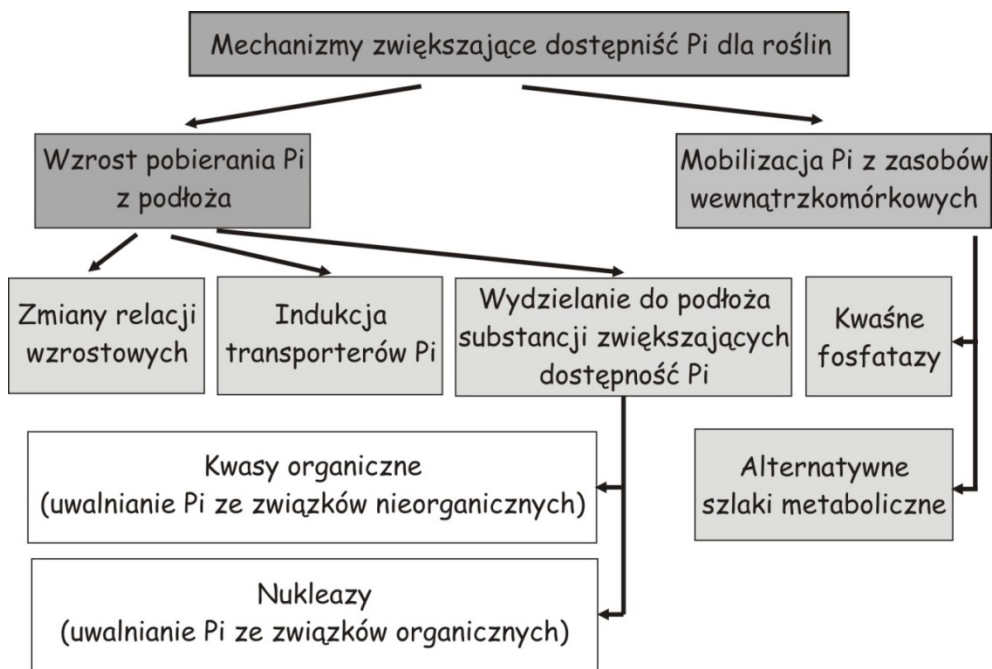 Mechanizmy zwiększające dostępniść Pi dla roślin
Wzrost pobierania Pi
z podłoża
Mobilizacja Pi z zasobów
wewnątrzkomórkowych
Zmiany relacji
wzrostowych
Indukcja
transporterów Pi
Wydzielanie do podłoża
substancji zwiększających
dostępność Pi
Kwaśne
fosfatazy
Kwasy organiczne
(uwalnianie Pi ze związków nieorganicznych)
Alternatywne
szlaki metaboliczne
Nukleazy
(uwalnianie Pi ze związków organicznych)